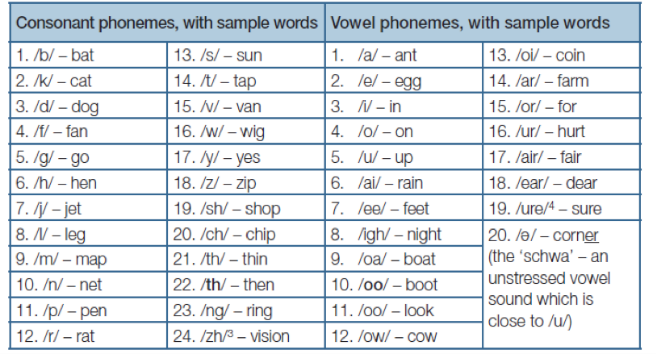 Consonant phonemes, with sample words Vowel phonemes, with sample words
1. /b/ – bat 13. /s/ – sun 1. /a/ – ant 13. /oi/ – coin
2. /k/ – cat 14. /t/ – tap 2. /e/ – egg 14. /ar/ – farm
3. /d/ – dog 15. /v/ – van 3. /i/ – in 15. /or/ – for
4. /f/ – fan 16. /w/ – wig 4. /o/ – on 16. /ur/ – hurt
5. /g/ – go 17. /y/ – yes 5. /u/ – up 17. /air/ – fair
6. /h/ – hen 18. /z/ – zip 6. /ai/ – rain 18. /ear/ – dear
7. /j/ – jet 19. /sh/ – shop 7. /ee/ – feet 19. /ure/⁴ – sure
8. /l/ – leg 20. /ch/ – chip 8. /igh/ – night 20. /ə/ – corner
9. /m/ – map 21. /th/ – thin 9. /oa/ – boat (the ‘schwa’ – an
10. /n/ – net 22. /th/ – then 10. /oo/ – boot unstressed vowel
11. /p/ – pen 23. /ng/ – ring 11. /oo/ – look sound which is
12. /r/ – rat 24. /zh/³ – vision 12. /ow/ – cow close to /u/)